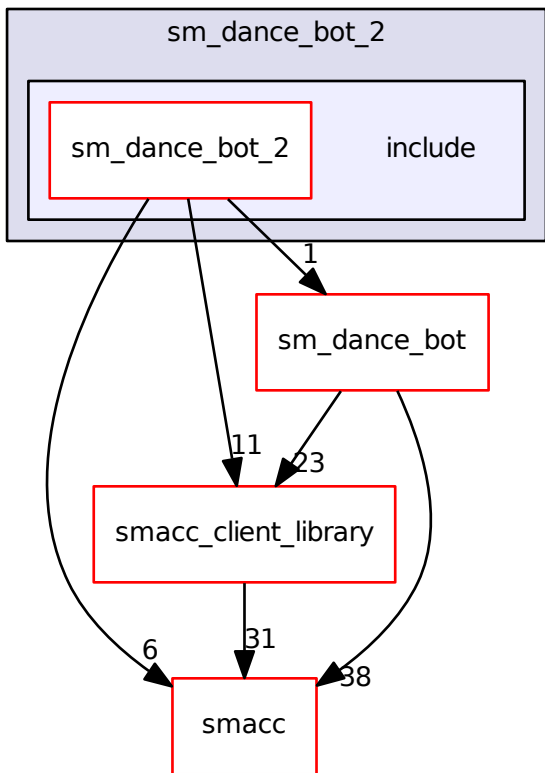 sm_dance_bot_2
sm_dance_bot_2
include
1
sm_dance_bot
11
23
smacc_client_library
31
6
38
smacc